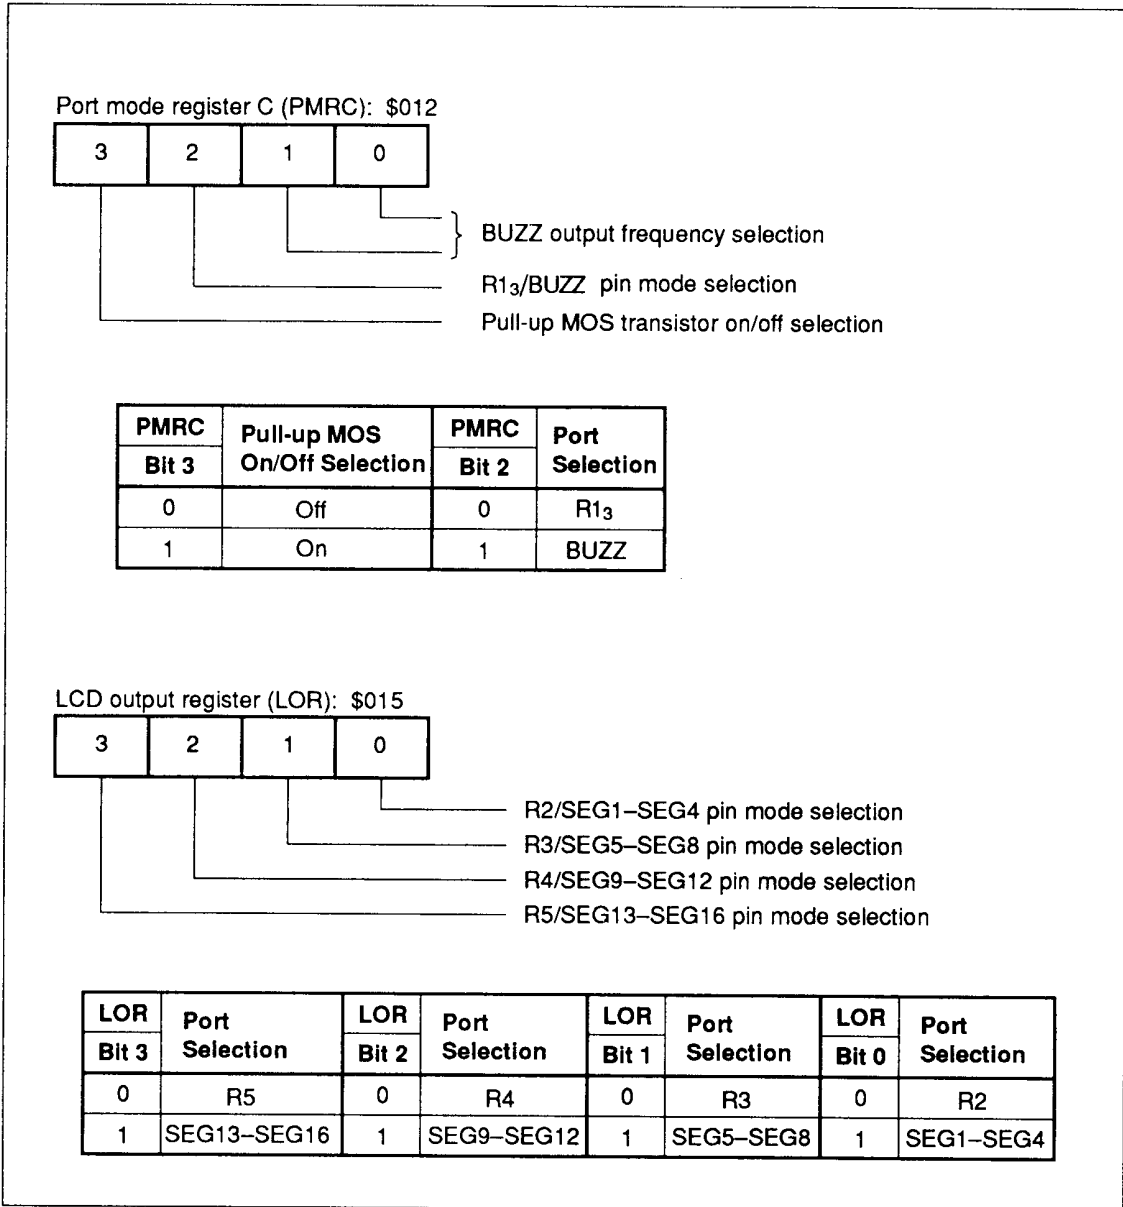 Port mode register C (PMRC): $012
3 2 1 0
BUZZ output frequency selection
R1₃/BUZZ pin mode selection
Pull-up MOS transistor on/off selection
PMRC Pull-up MOS PMRC Port
Bit 3 On/Off Selection Bit 2 Selection
0 Off 0 R1₃
1 On 1 BUZZ
LCD output register (LOR): $015
3 2 1 0
R2/SEG1–SEG4 pin mode selection
R3/SEG5–SEG8 pin mode selection
R4/SEG9–SEG12 pin mode selection
R5/SEG13–SEG16 pin mode selection
LOR Port LOR Port LOR Port LOR Port
Bit 3 Selection Bit 2 Selection Bit 1 Selection Bit 0 Selection
0 R5 0 R4 0 R3 0 R2
1 SEG13–SEG16 1 SEG9–SEG12 1 SEG5–SEG8 1 SEG1–SEG4